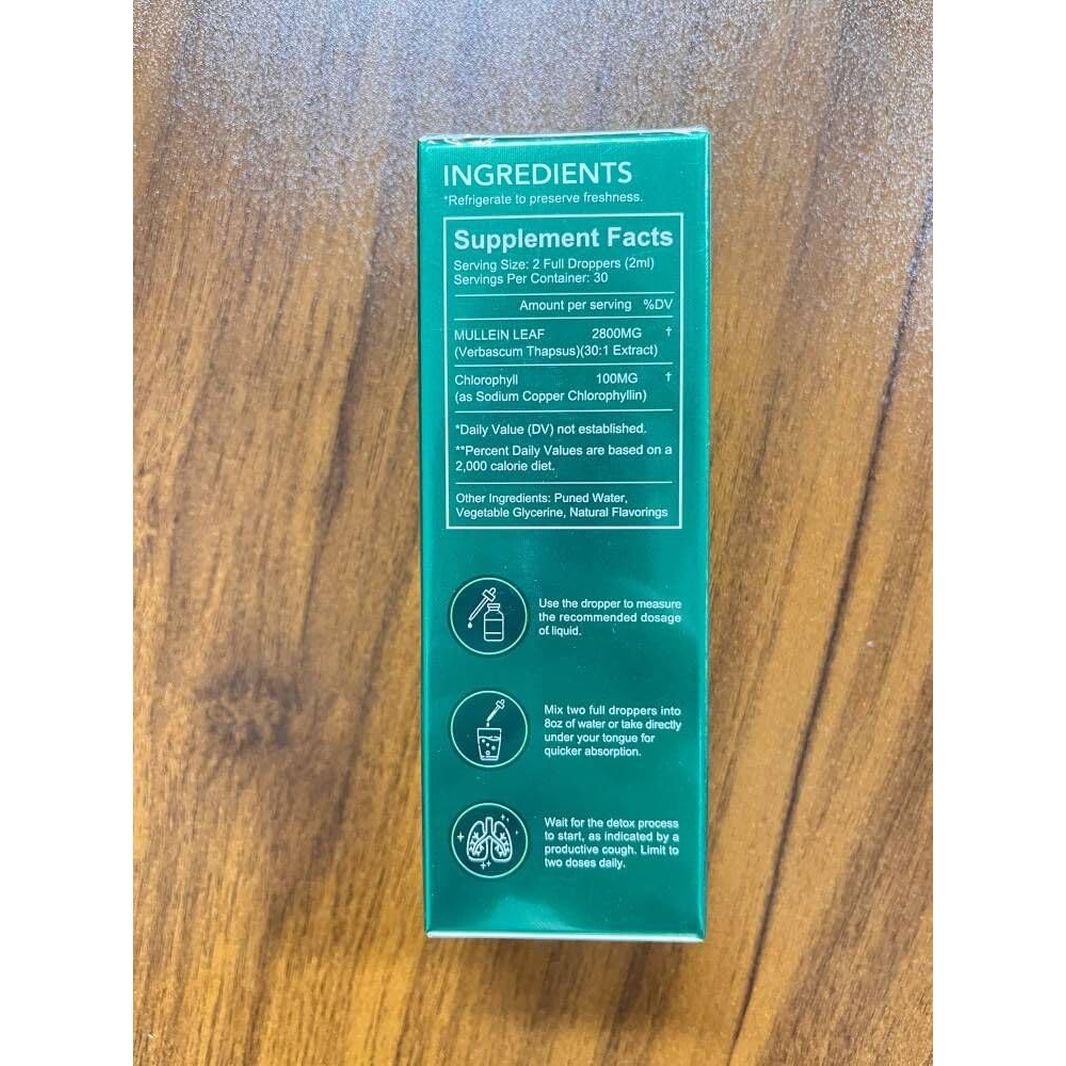 INGREDIENTS
*Refrigerate to preserve freshness.
Supplement Facts
Serving Size: 2 Full Droppers (2ml)
Servings Per Container: 30
Amount per serving %DV
MULLEIN LEAF 2800MG †
(Verbascum Thapsus)(30:1 Extract)
Chlorophyll 100MG †
(as Sodium Copper Chlorophyllin)
*Daily Value (DV) not established.
**Percent Daily Values are based on a
2,000 calorie diet.
Other Ingredients: Puned Water,
Vegetable Glycerine, Natural Flavorings
Use the dropper to measure
the recommended dosage
of liquid.
Mix two full droppers into
8oz of water or take directly
under your tongue for
quicker absorption.
Wait for the detox process
to start, as indicated by a
productive cough. Limit to
two doses daily.